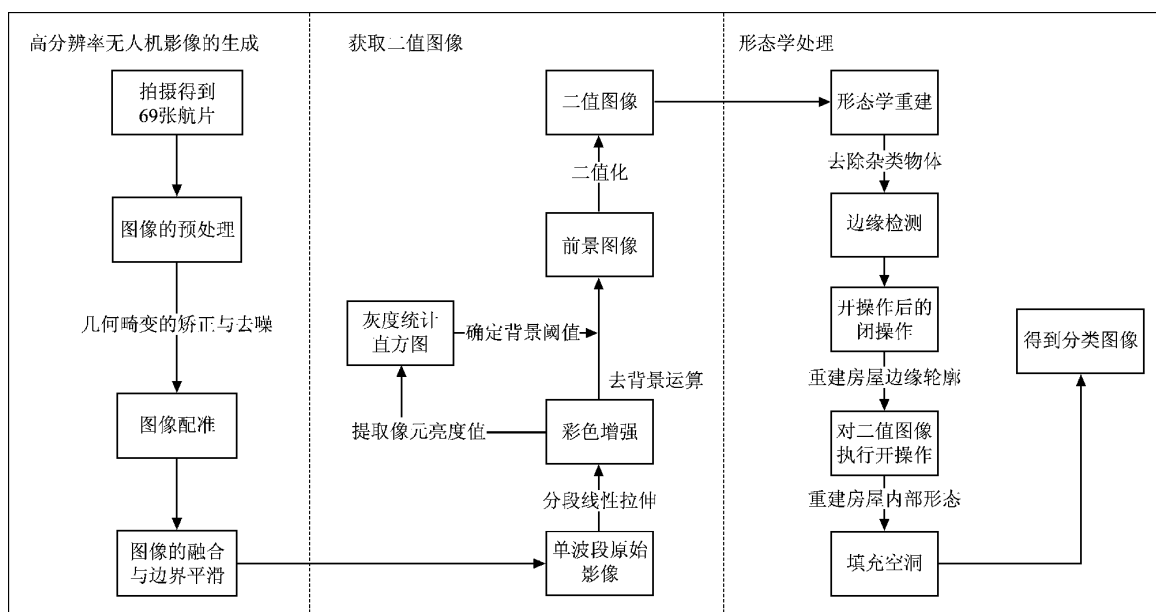 高分辨率无人机影像的生成
拍摄得到
69张航片
图像的预处理
几何畸变的矫正与去噪
图像配准
图像的融合
与边界平滑
获取二值图像
二值图像
二值化
前景图像
灰度统计
直方图
确定背景阈值
去背景运算
提取像元亮度值
彩色增强
分段线性拉伸
单波段原始
影像
形态学处理
形态学重建
去除杂类物体
边缘检测
开操作后的
闭操作
重建房屋边缘轮廓
对二值图像
执行开操作
重建房屋内部形态
填充空洞
得到分类图像